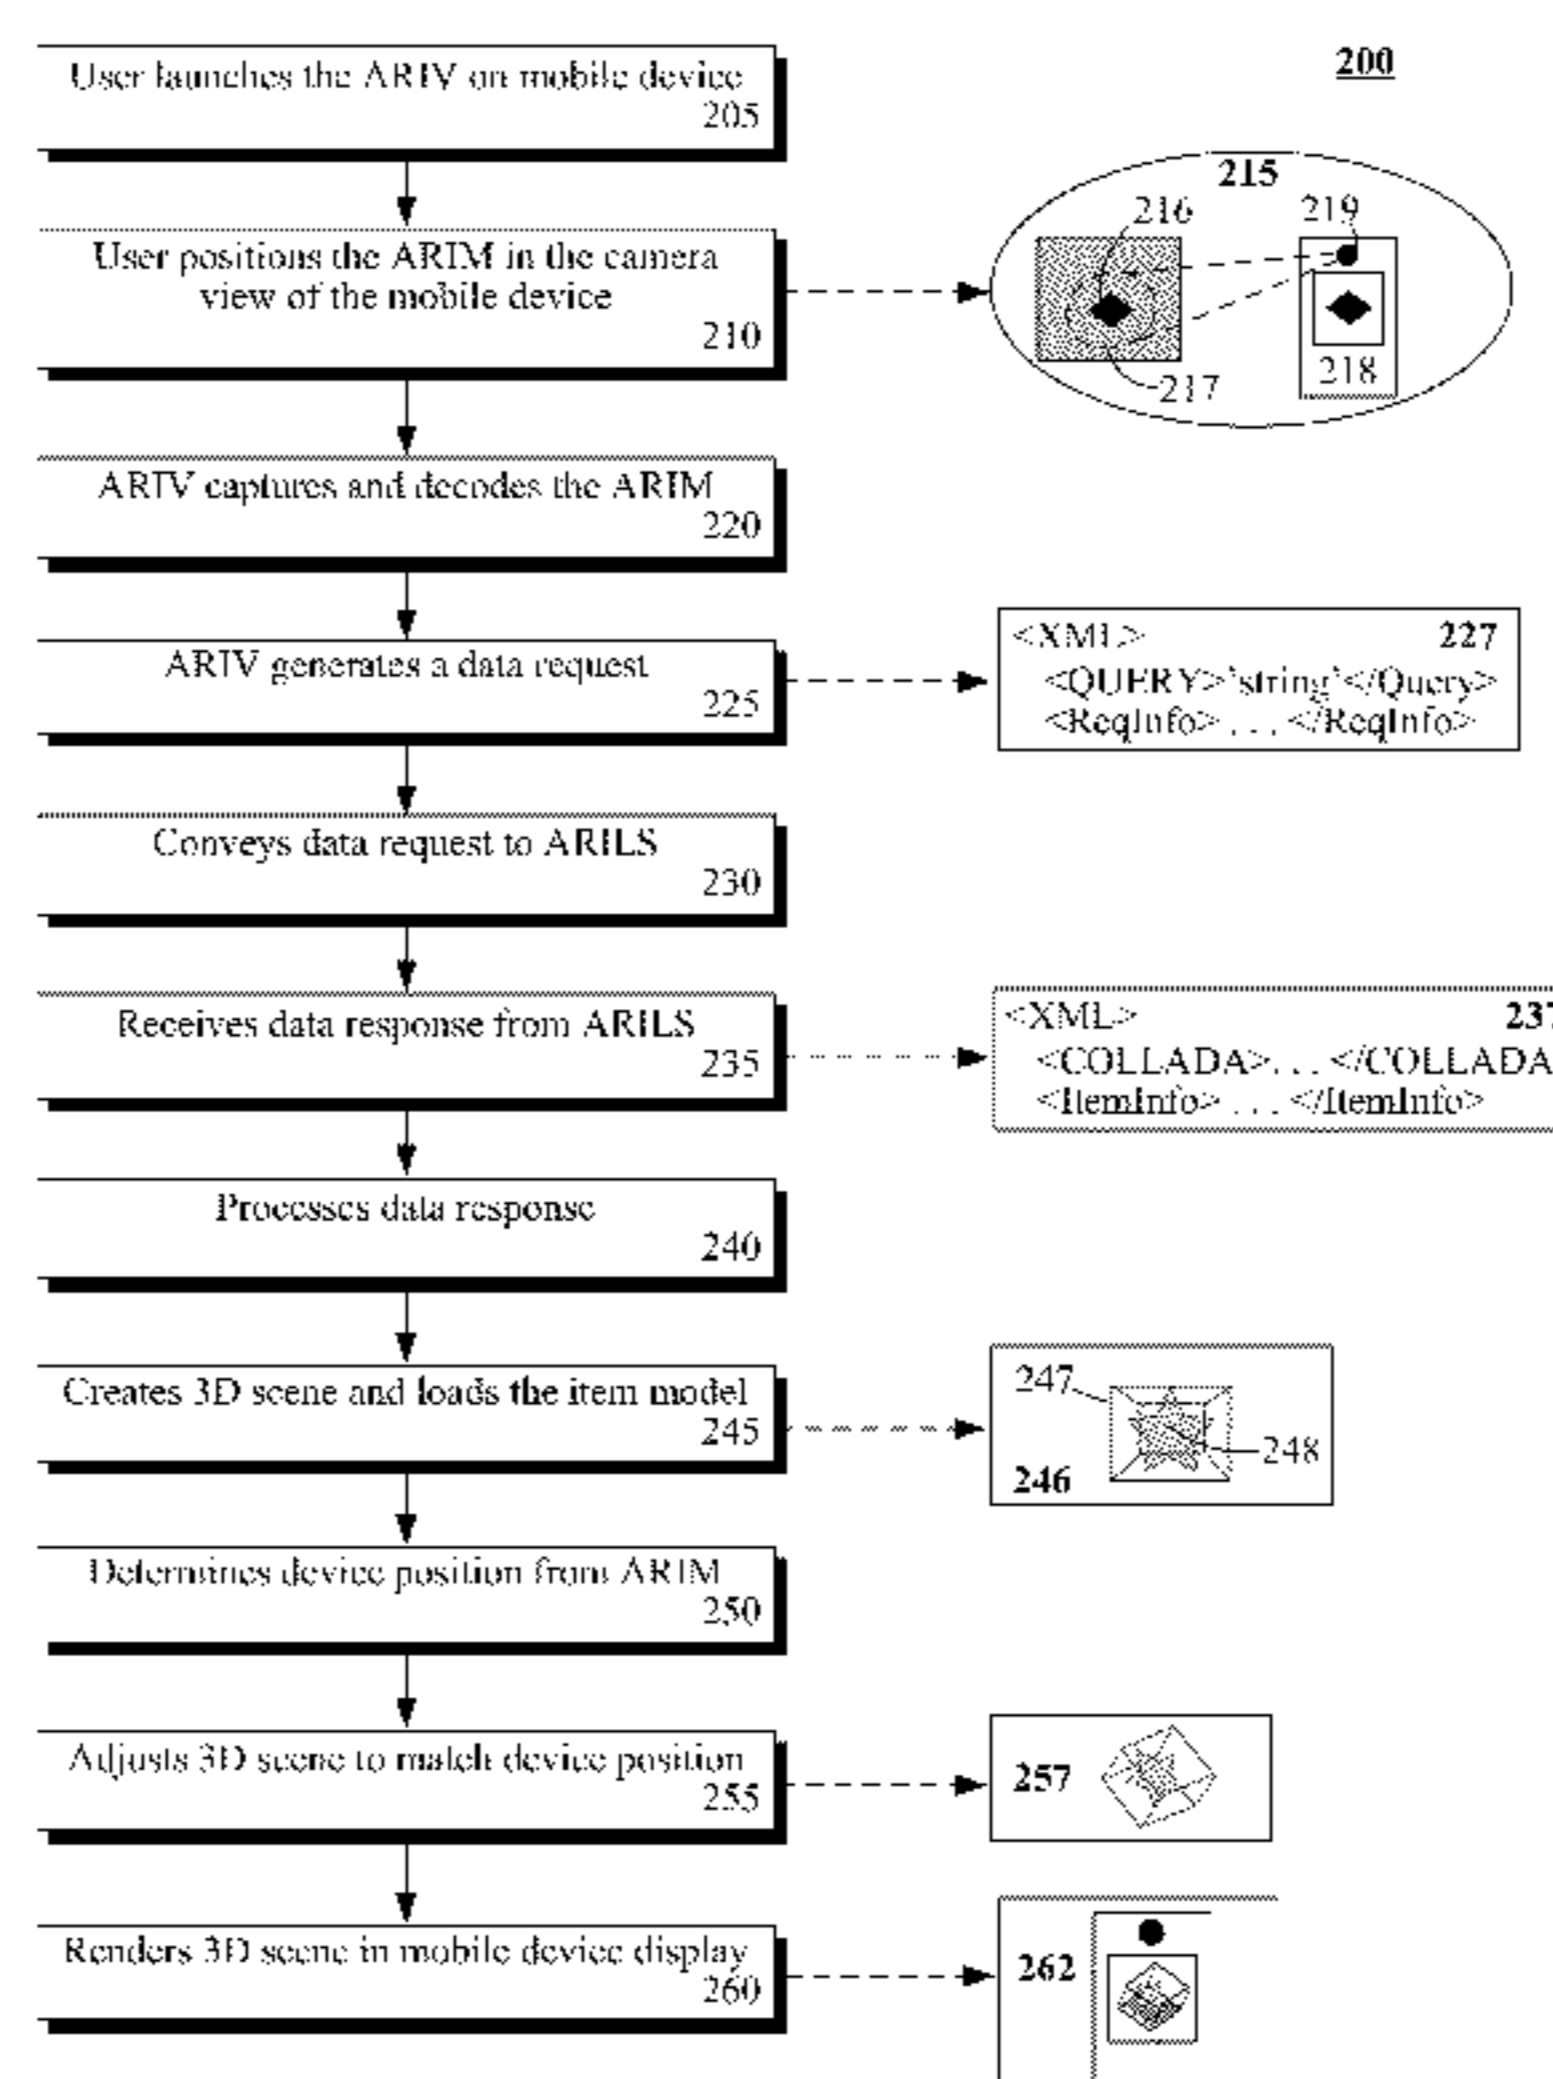 200
User launches the ARIV on mobile device
205
215
216
219
User positions the ARIM in the camera
view of the mobile device
210
218
217
ARIV captures and decodes the ARIM
220
ARIV generates a data request
225
<XML>
227
<QUERY>'string'</Query>
<ReqInfo> . . . </ReqInfo>
Conveys data request to ARILS
230
Receives data response from ARILS
235
<XML>
237
<COLLADA>. . . </COLLADA
<ItemInfo> . . . </ItemInfo>
Processes data response
240
Creates 3D scene and loads the item model
245
247
248
246
Determines device position from ARIM
250
Adjusts 3D scene to match device position
255
257
Renders 3D scene in mobile device display
260
262